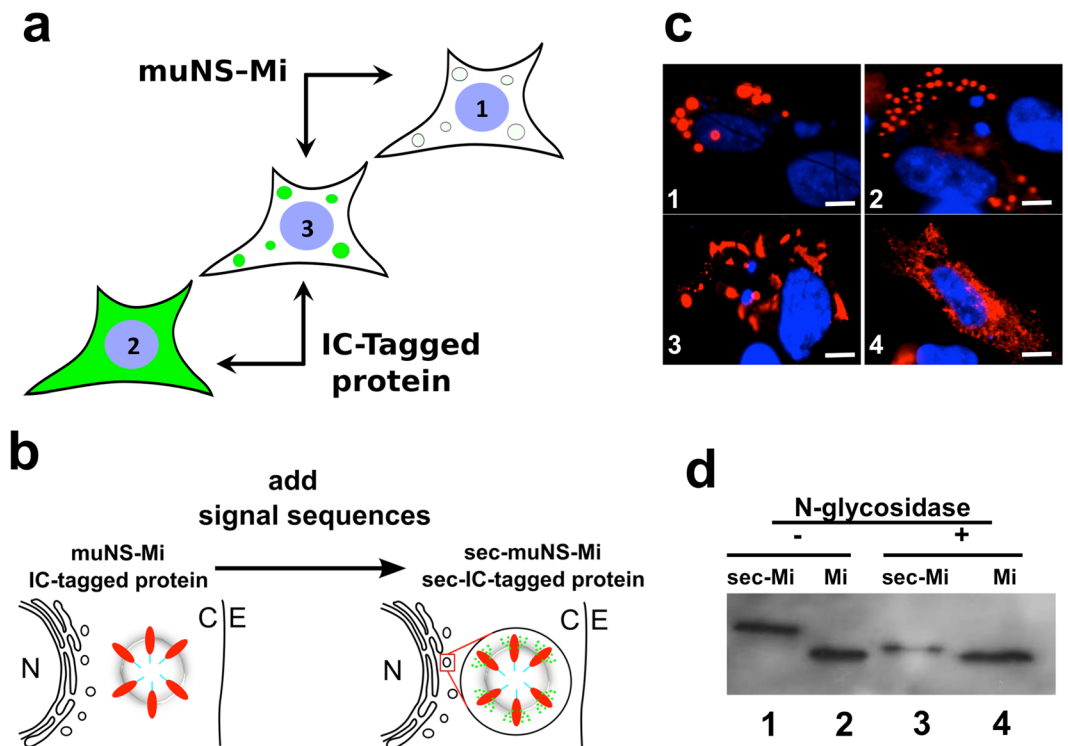 a
muNS–Mi
1
3
2
IC-Tagged
protein
b
add
signal sequences
muNS-Mi
IC-tagged protein
sec-muNS-Mi
sec-IC-tagged protein
N
C E
N
C E
c
1
2
3
4
d
N-glycosidase
- +
sec-Mi Mi sec-Mi Mi
1 2 3 4